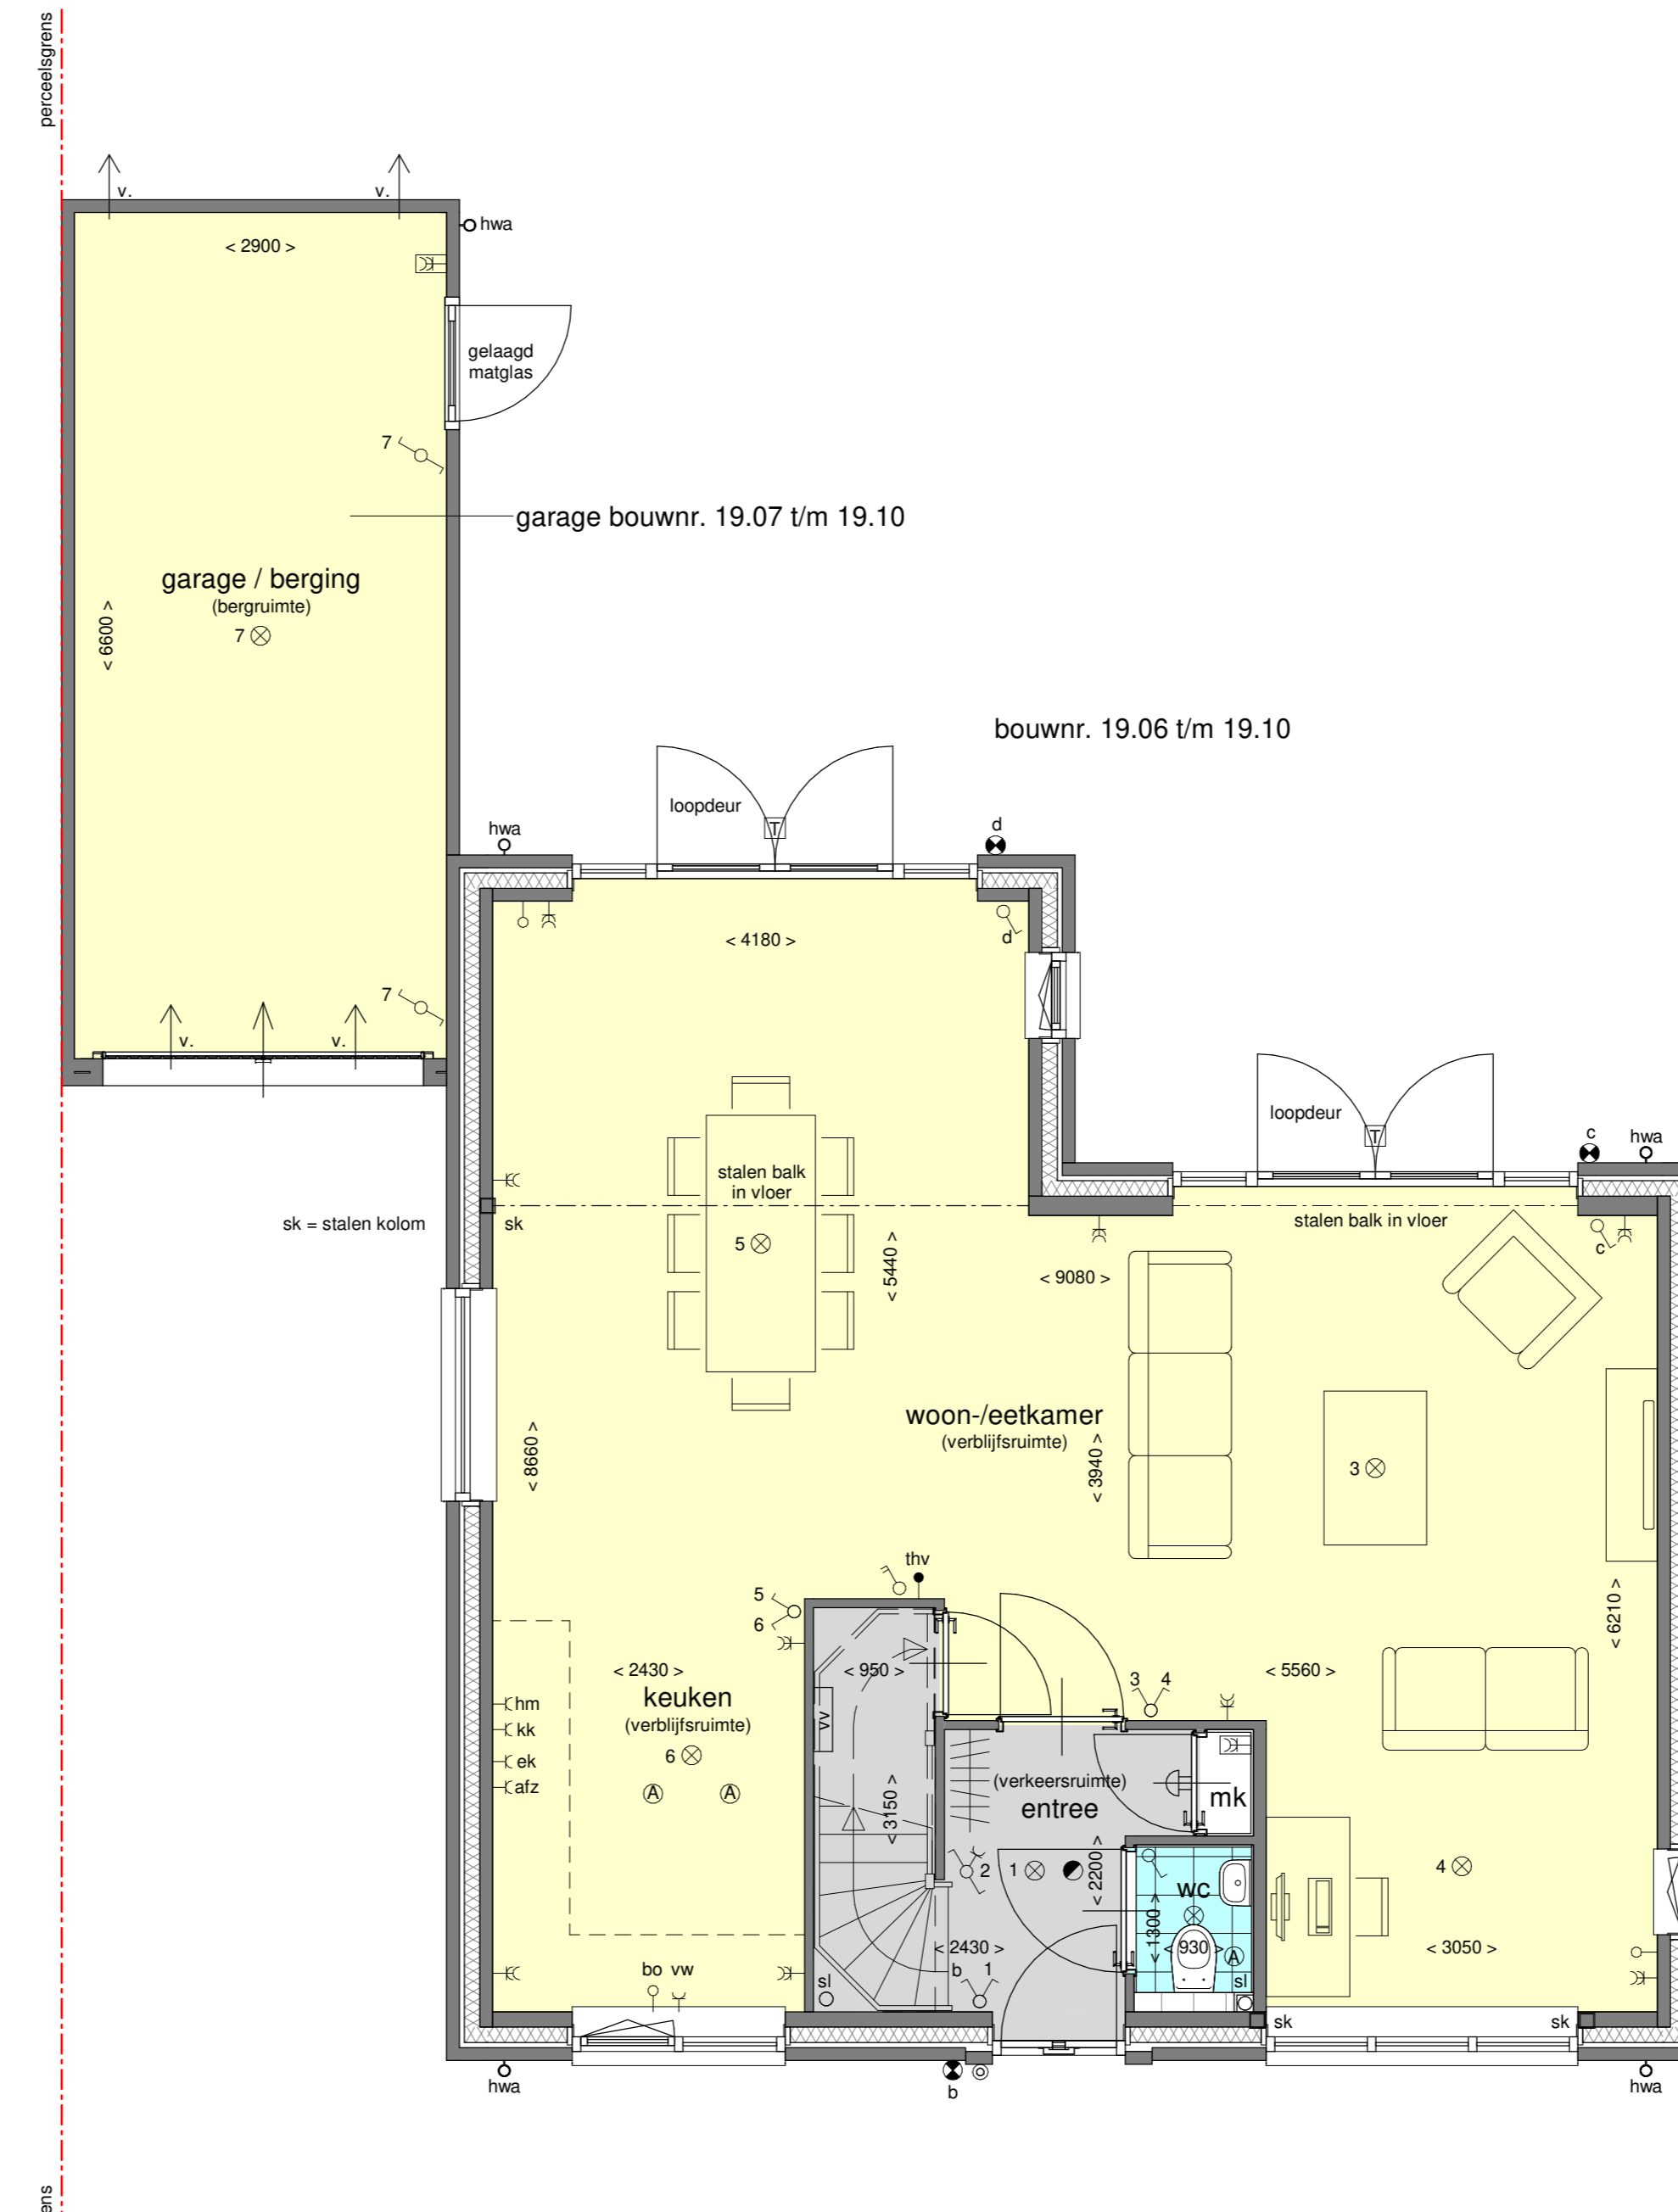 perceelsgrens
v.
v.
hwa
< 2900 >
gelaagd
matglas
7
garage bouwnr. 19.07 t/m 19.10
garage / berging
(bergruimte)
7
< 6600 >
bouwnr. 19.06 t/m 19.10
loopdeur
T
hwa
d
d
< 4180 >
7
v.
v.
loopdeur
T
c
hwa
stalen balk
in vloer
sk = stalen kolom
sk
stalen balk in vloer
c
5
< 5440 >
< 9080 >
woon-/eetkamer
(verblijfsruimte)
< 8660 >
< 3940 >
3
thv
5
6
< 6210 >
< 2430 >
< 950 >
3 4
< 5560 >
keuken
(verblijfsruimte)
6
hm
kk
ek
afz
A
A
vv
< 3150 >
(verkeersruimte)
entree
mk
2
1
< 2200 >
wc
4
< 1300 >
< 2430 >
< 930 >
A
< 3050 >
b 1
bo vw
sl
sl
sk
sk
hwa
b
hwa
ens